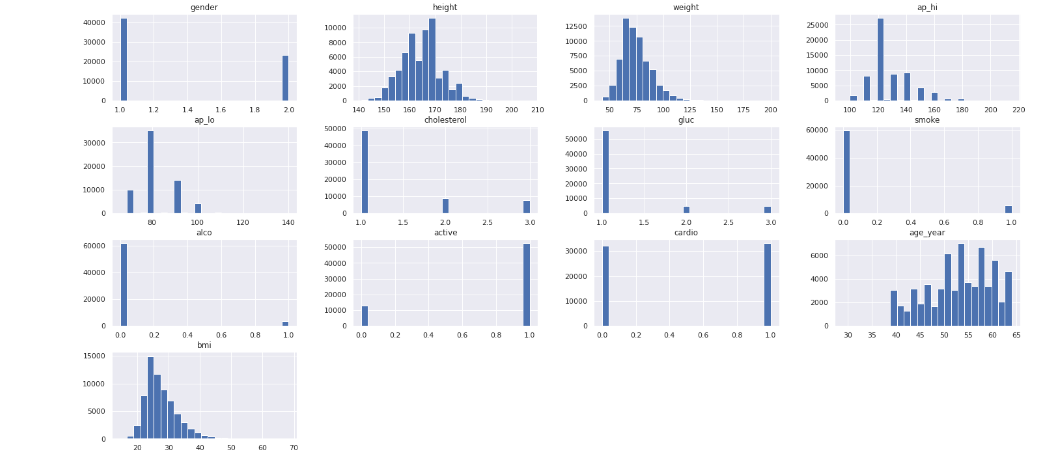 gender
40000
30000
20000
10000
0
1.0 1.2 1.4 1.6 1.8 2.0
height
10000
8000
6000
4000
2000
0
140 150 160 170 180 190 200 210
weight
12500
10000
7500
5000
2500
0
50 75 100 125 150 175 200
ap_hi
25000
20000
15000
10000
5000
0
100 120 140 160 180 200 220
ap_lo
30000
20000
10000
0
80 100 120 140
cholesterol
50000
40000
30000
20000
10000
0
1.0 1.5 2.0 2.5 3.0
gluc
50000
40000
30000
20000
10000
0
1.0 1.5 2.0 2.5 3.0
smoke
60000
40000
20000
0
0.0 0.2 0.4 0.6 0.8 1.0
alco
60000
40000
20000
0
0.0 0.2 0.4 0.6 0.8 1.0
active
50000
40000
30000
20000
10000
0
0.0 0.2 0.4 0.6 0.8 1.0
cardio
30000
20000
10000
0
0.0 0.2 0.4 0.6 0.8 1.0
age_year
6000
4000
2000
0
30 35 40 45 50 55 60 65
bmi
15000
10000
5000
0
20 30 40 50 60 70